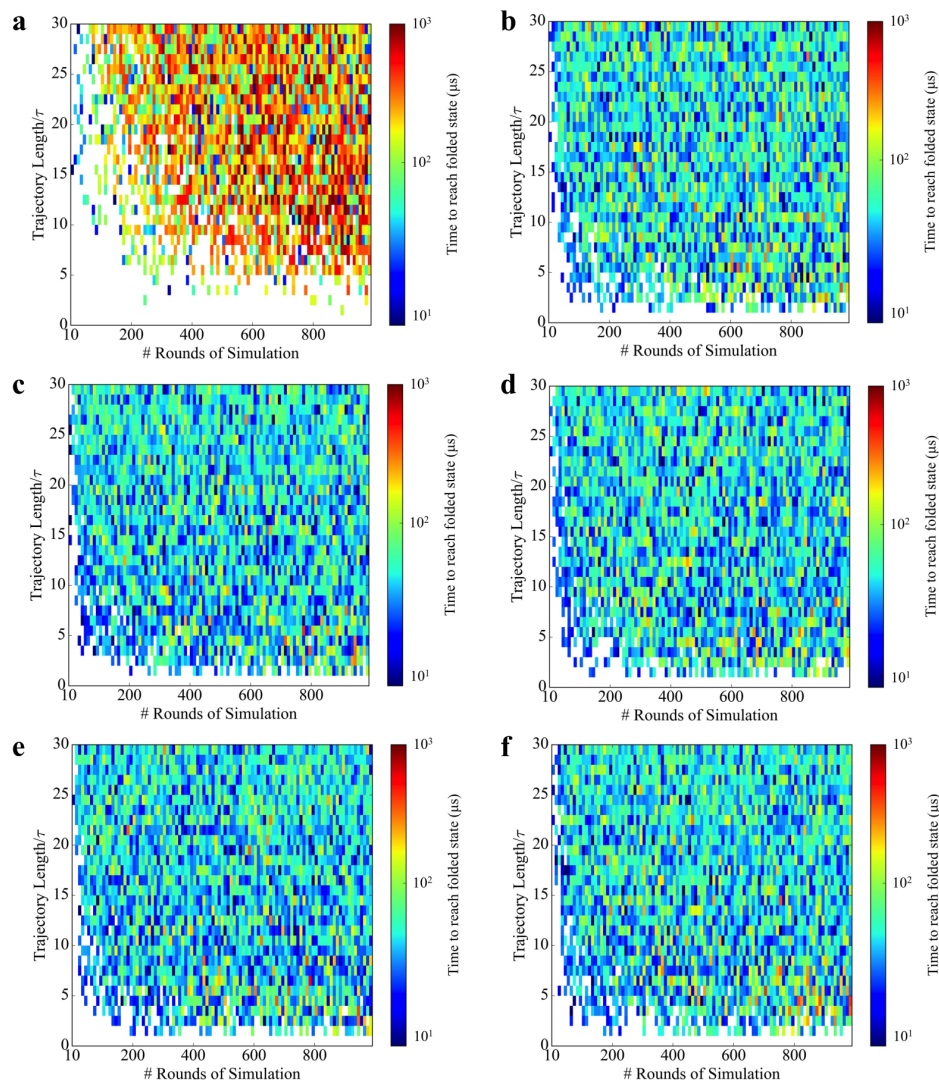 a
30
25
20
15
10
5
0
Trajectory Length/τ
10 200 400 600 800
# Rounds of Simulation
10³
10²
10¹
Time to reach folded state (μs)
b
30
25
20
15
10
5
0
Trajectory Length/τ
10 200 400 600 800
# Rounds of Simulation
10³
10²
10¹
Time to reach folded state (μs)
c
30
25
20
15
10
5
0
Trajectory Length/τ
10 200 400 600 800
# Rounds of Simulation
10³
10²
10¹
Time to reach folded state (μs)
d
30
25
20
15
10
5
0
Trajectory Length/τ
10 200 400 600 800
# Rounds of Simulation
10³
10²
10¹
Time to reach folded state (μs)
e
30
25
20
15
10
5
0
Trajectory Length/τ
10 200 400 600 800
# Rounds of Simulation
10³
10²
10¹
Time to reach folded state (μs)
f
30
25
20
15
10
5
0
Trajectory Length/τ
10 200 400 600 800
# Rounds of Simulation
10³
10²
10¹
Time to reach folded state (μs)